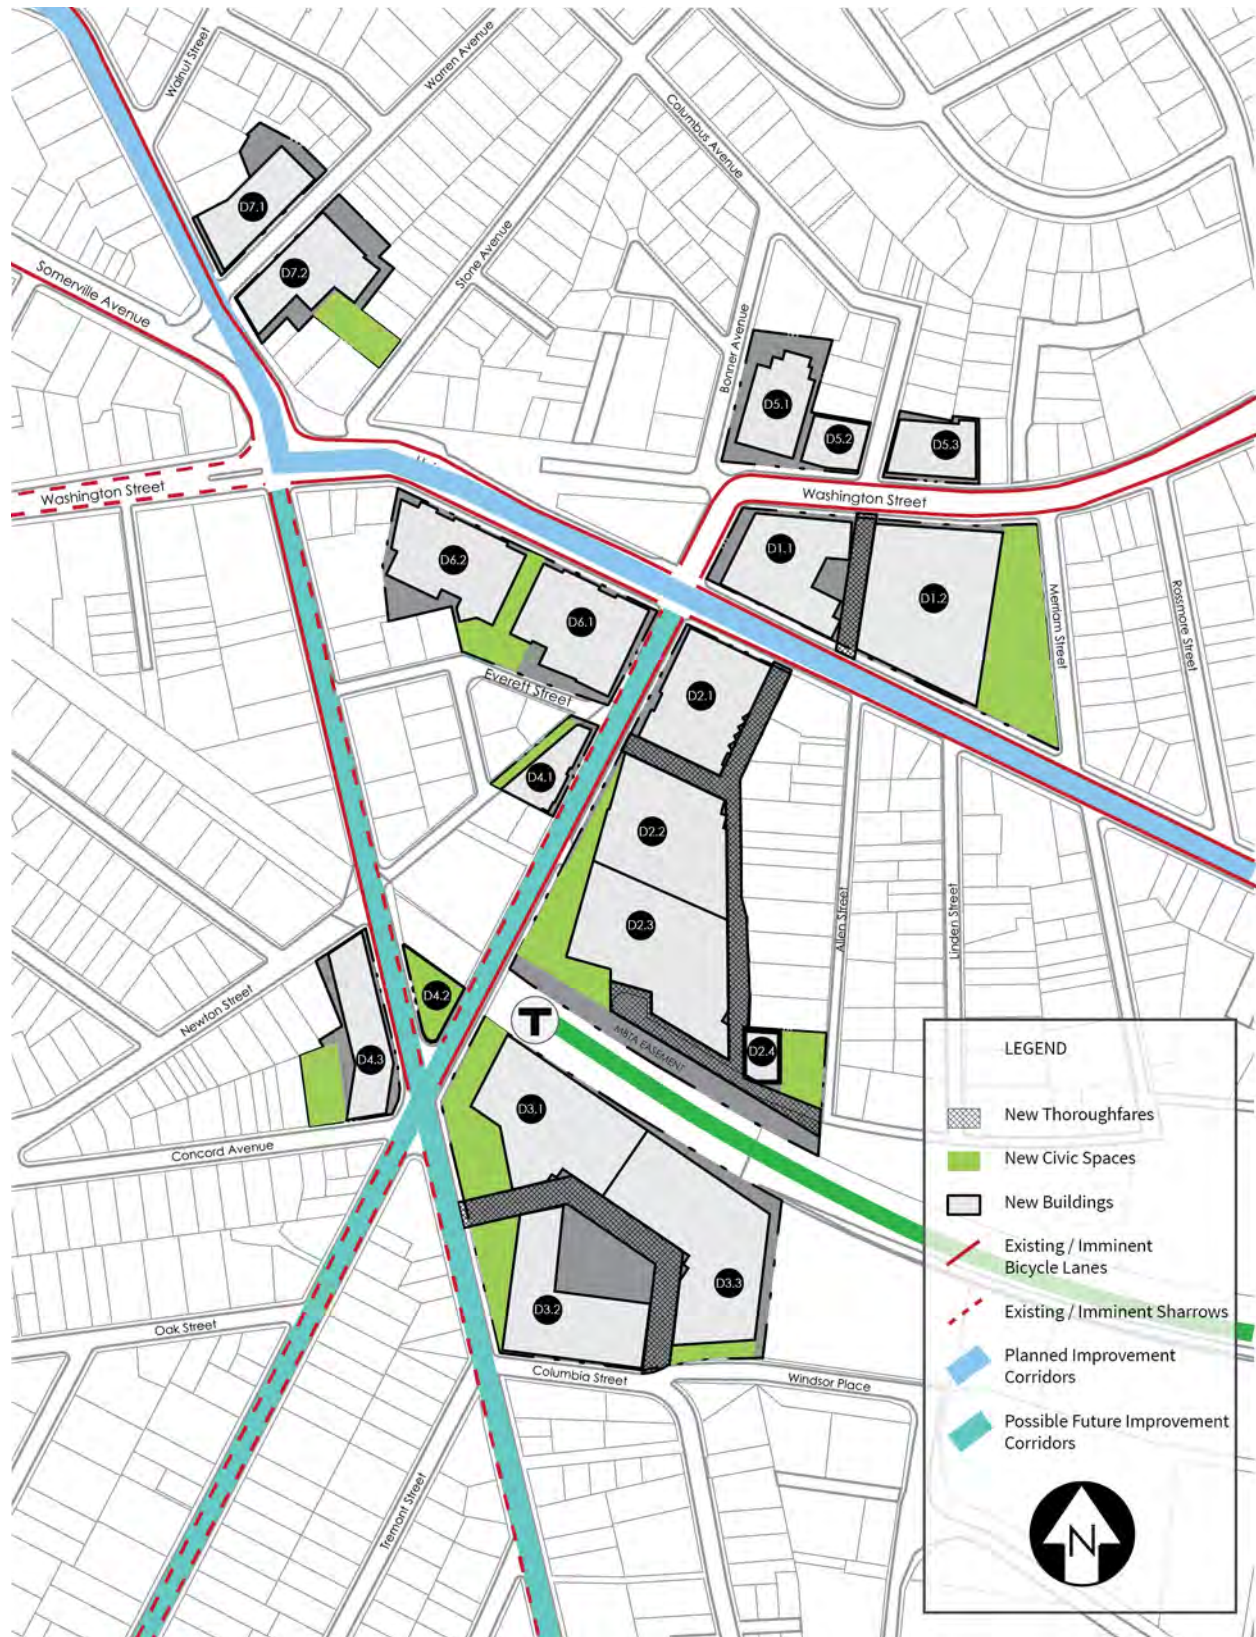 Walnut Street
Warren Avenue
Columbus Avenue
D7.1
Stone Avenue
D7.2
Somerville Avenue
Bonner Avenue
D5.1
D5.2
D5.3
Washington Street
Washington Street
D6.2
D1.1
D1.2
D6.1
Merriam Street
Rossmore Street
Everett Street
D2.1
D4.1
D2.2
D2.3
Allen Street
Linden Street
Newton Street
D4.2
T
MBTA EASEMENT
D2.4
D4.3
D3.1
Concord Avenue
D3.3
D3.2
Oak Street
Columbia Street
Windsor Place
Tremont Street
LEGEND
New Thoroughfares
New Civic Spaces
New Buildings
Existing / Imminent
Bicycle Lanes
Existing / Imminent Sharrows
Planned Improvement
Corridors
Possible Future Improvement
Corridors
N